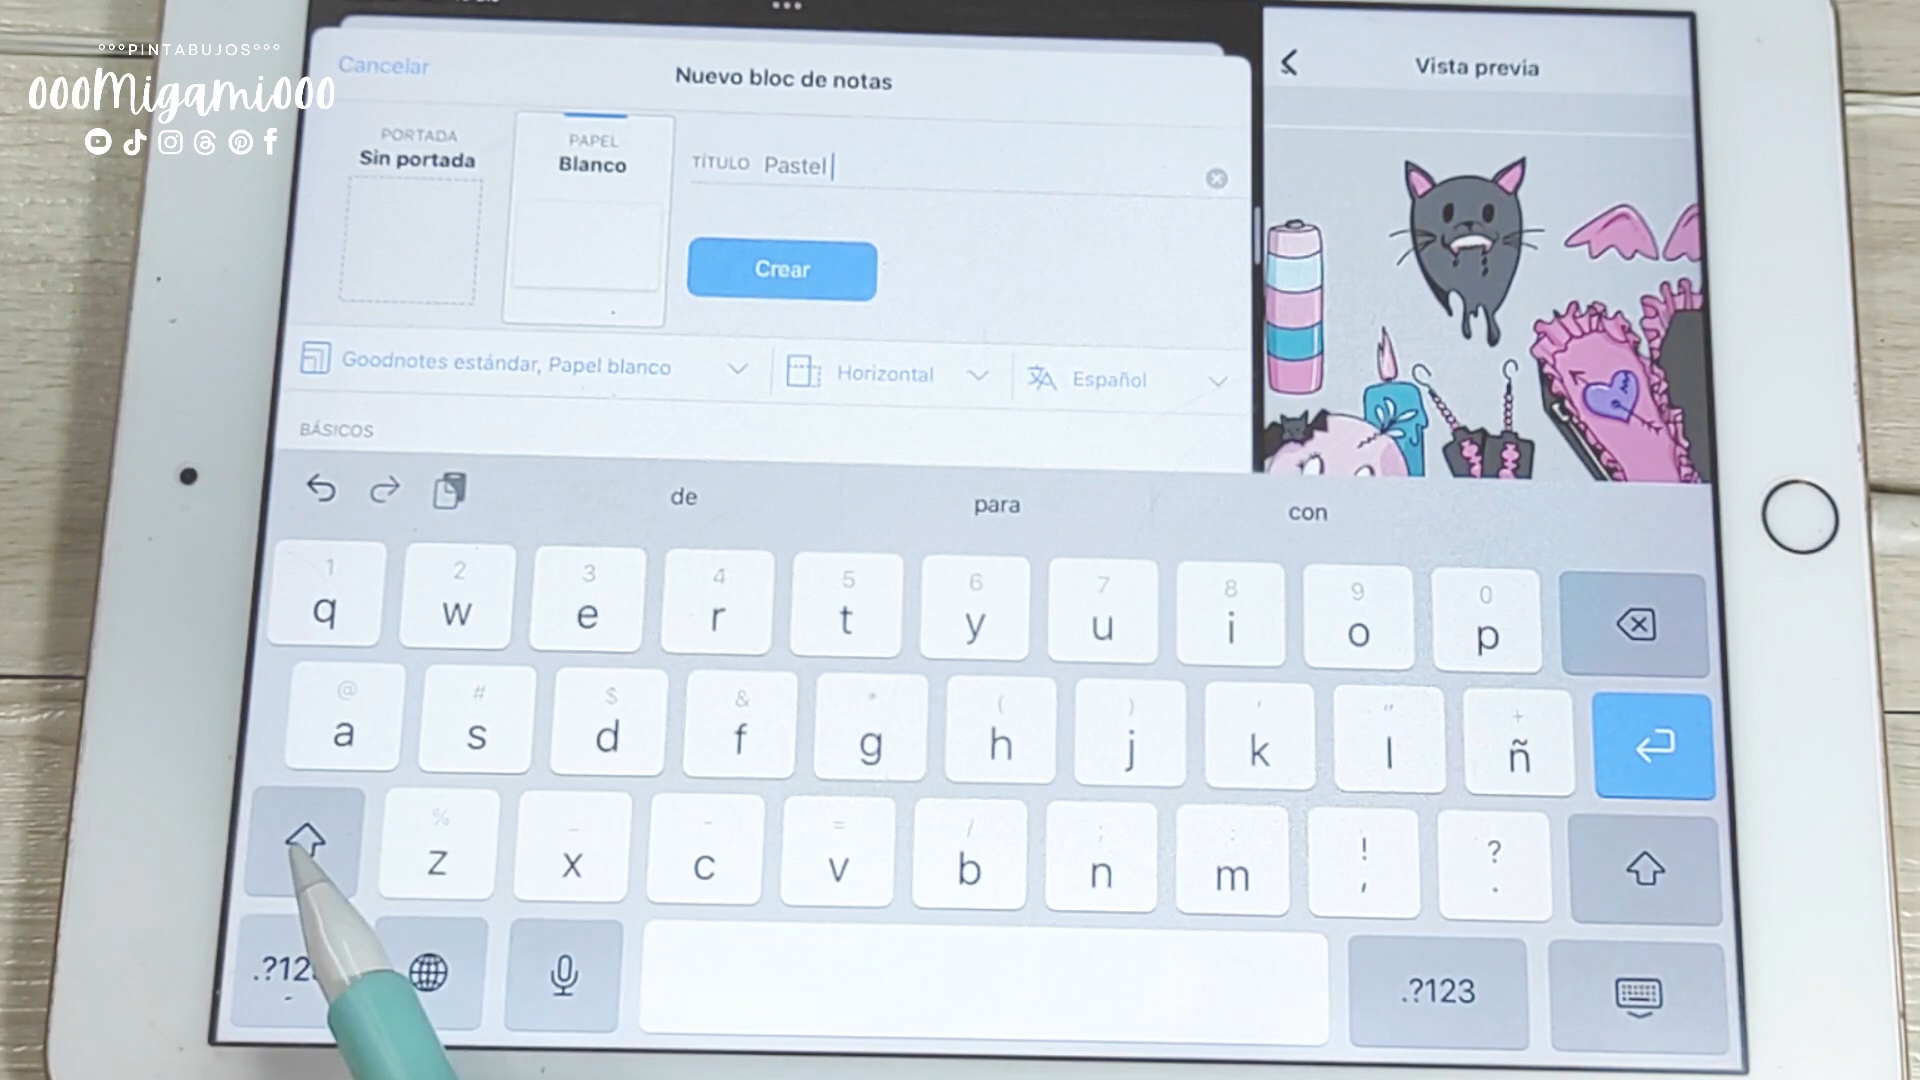 °°°PINTABUJOS°°°
oooMigamiooo
Cancelar
Nuevo bloc de notas
Vista previa
PORTADA
Sin portada
PAPEL
Blanco
TÍTULO Pastel
Crear
Goodnotes estándar, Papel blanco
Horizontal
Español
BÁSICOS
de para con
1 2 3 4 5 6 7 8 9 0
q w e r t y u i o p
@ # $ & * ( ) ' " +
a s d f g h j k l ñ
% _ - = / ; : ! ?
z x c v b n m , .
.?12
.?123